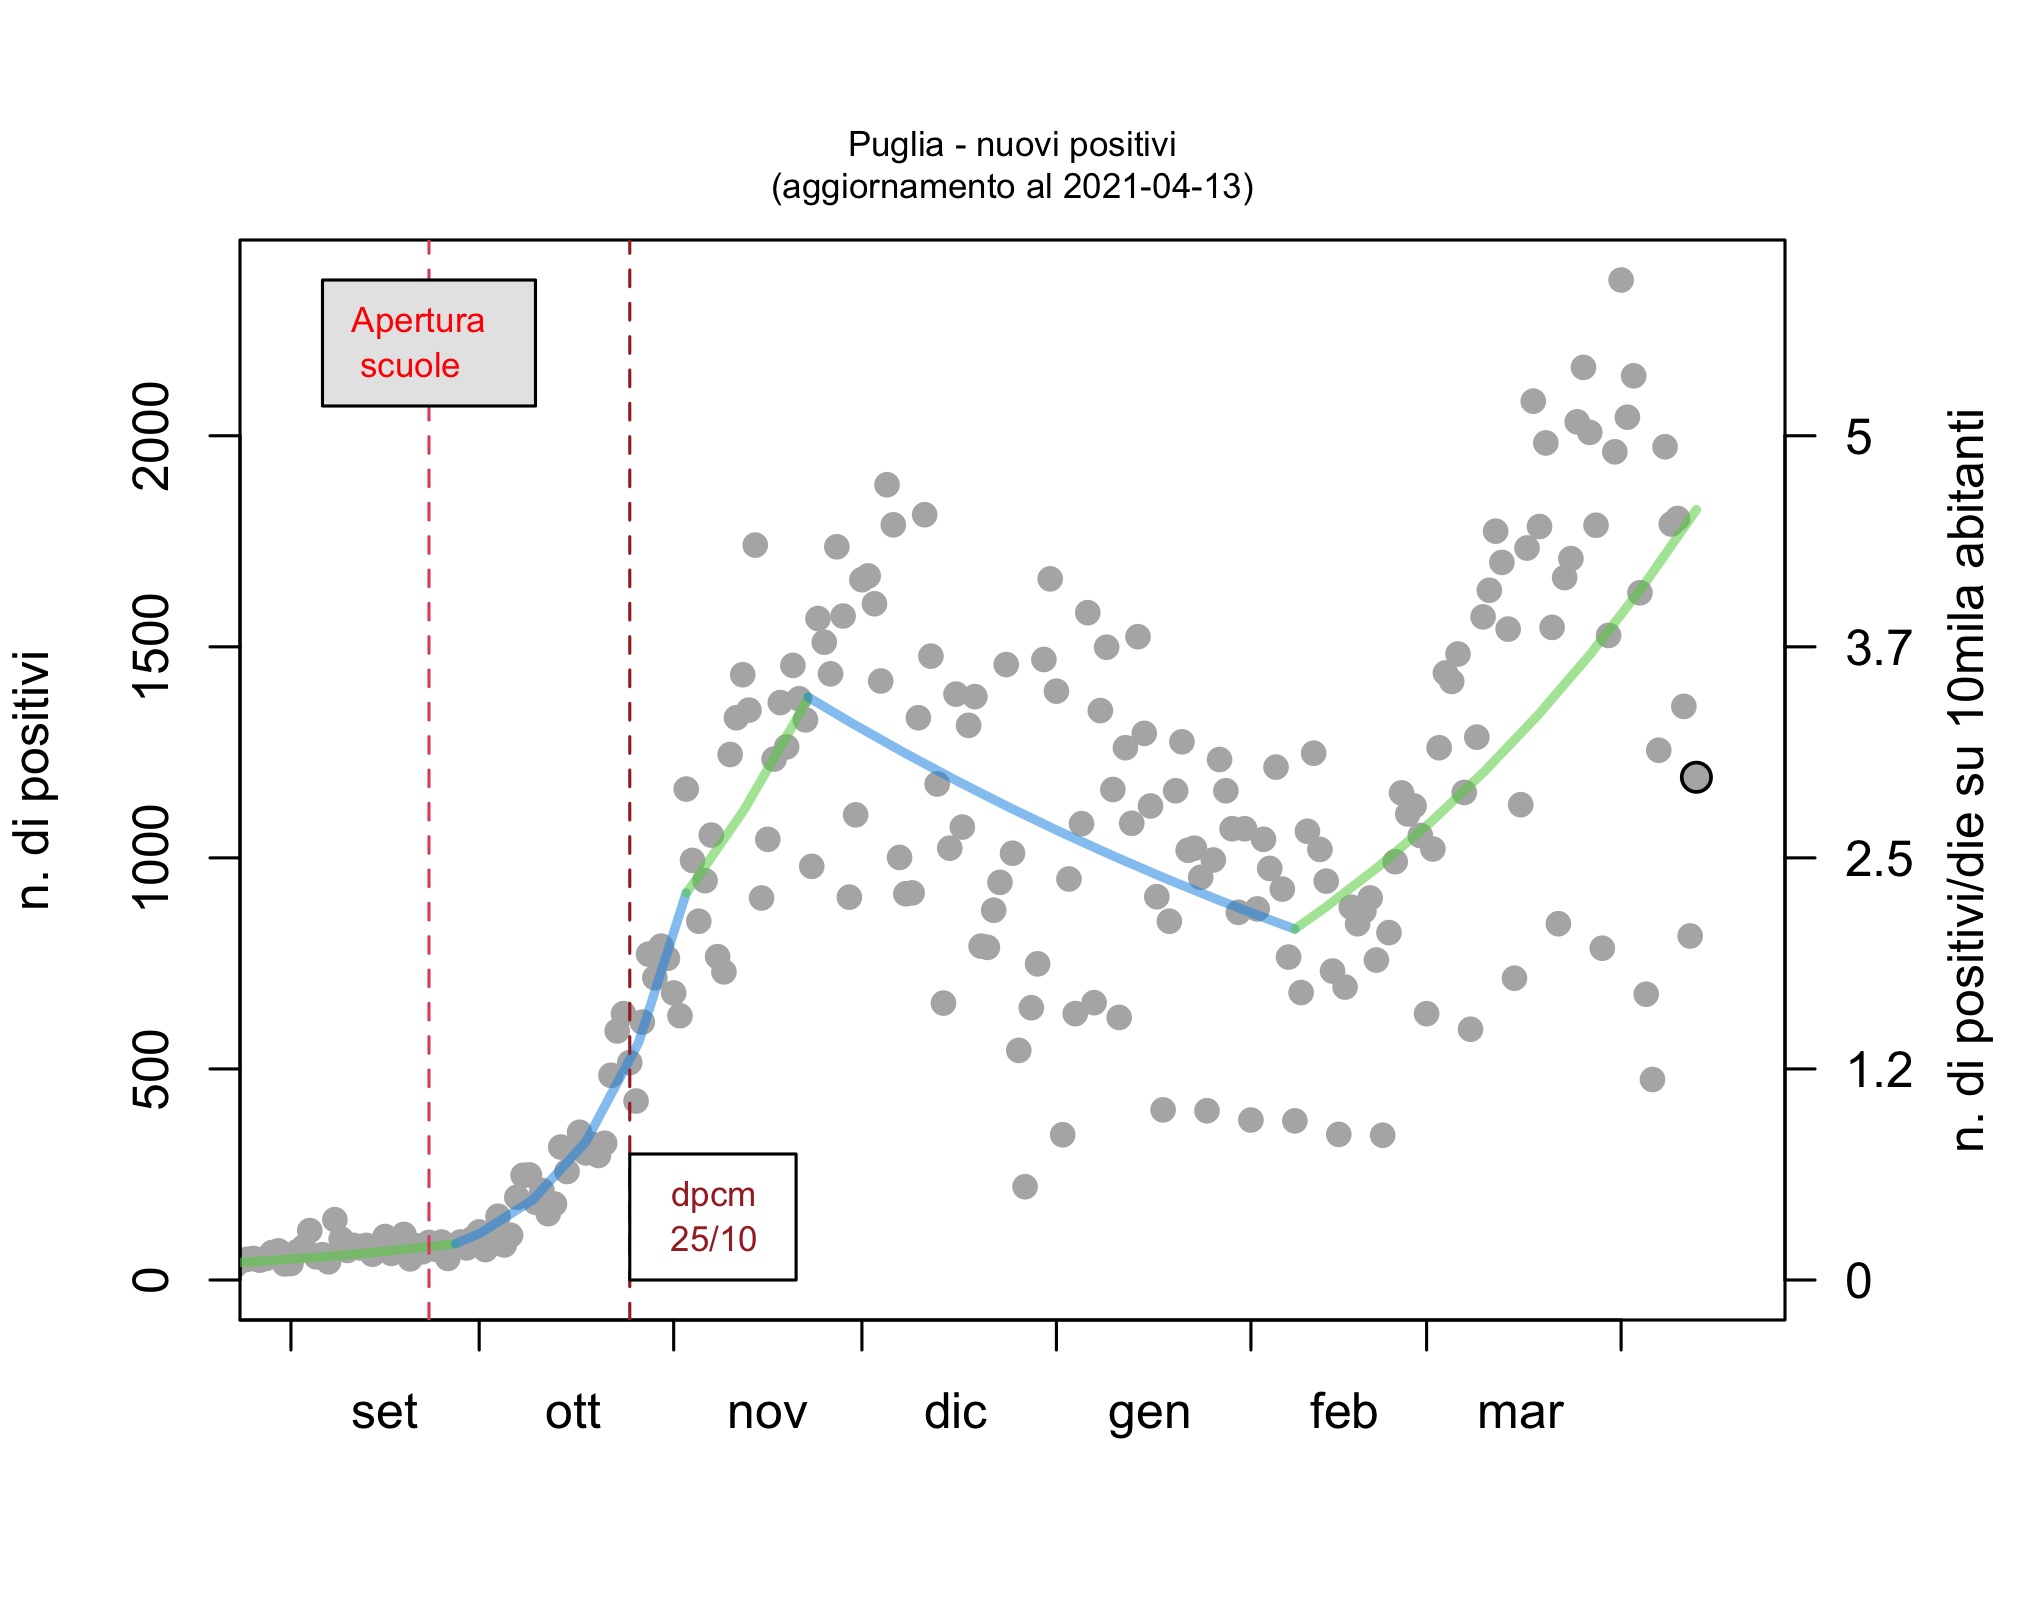 Puglia - nuovi positivi
(aggiornamento al 2021-04-13)
Apertura
scuole
dpcm
25/10
n. di positivi
0
500
1000
1500
2000
n. di positivi/die su 10mila abitanti
5
3.7
2.5
1.2
0
set ott nov dic gen feb mar